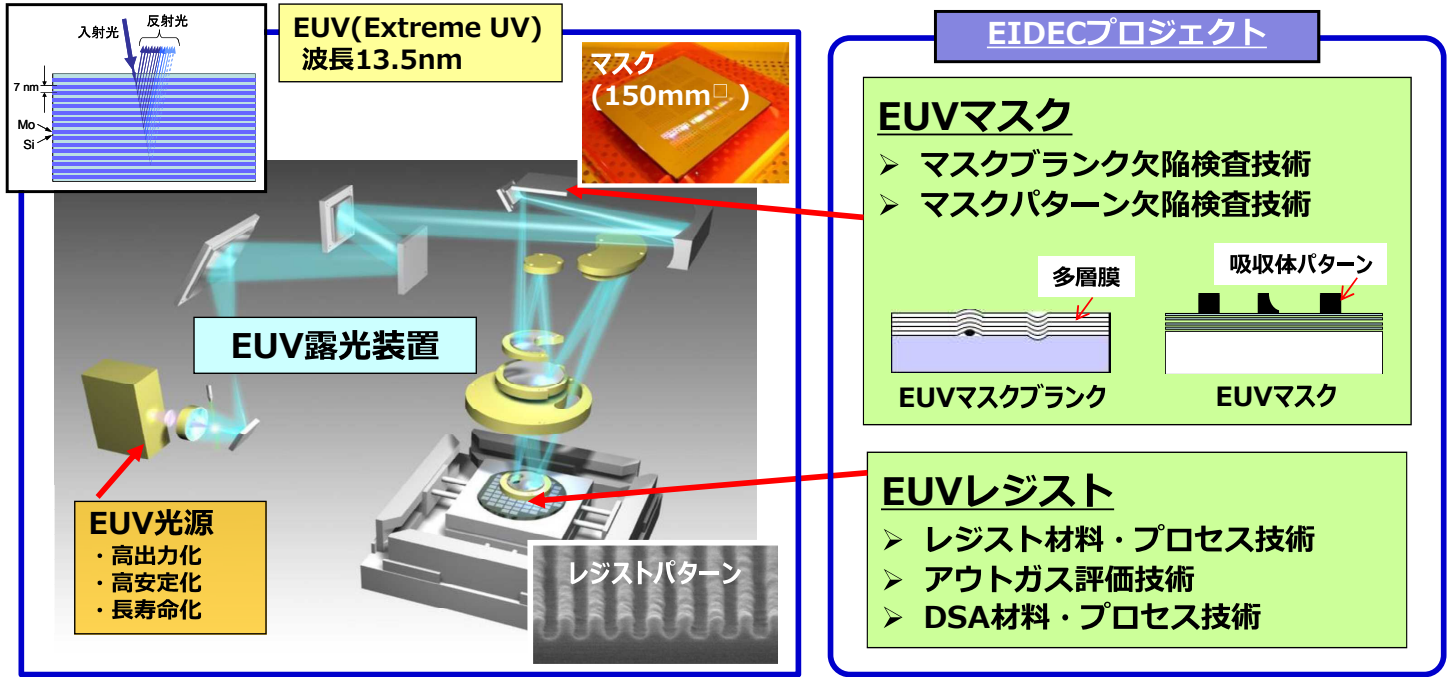 入射光
反射光
7 nm
Mo
Si
EUV(Extreme UV)
波長13.5nm
マスク
(150mm□ )
EUV露光装置
EUV光源
・高出力化
・高安定化
・長寿命化
レジストパターン
EIDECプロジェクト
EUVマスク
➢ マスクブランク欠陥検査技術
➢ マスクパターン欠陥検査技術
多層膜
吸収体パターン
EUVマスクブランク
EUVマスク
EUVレジスト
➢ レジスト材料・プロセス技術
➢ アウトガス評価技術
➢ DSA材料・プロセス技術